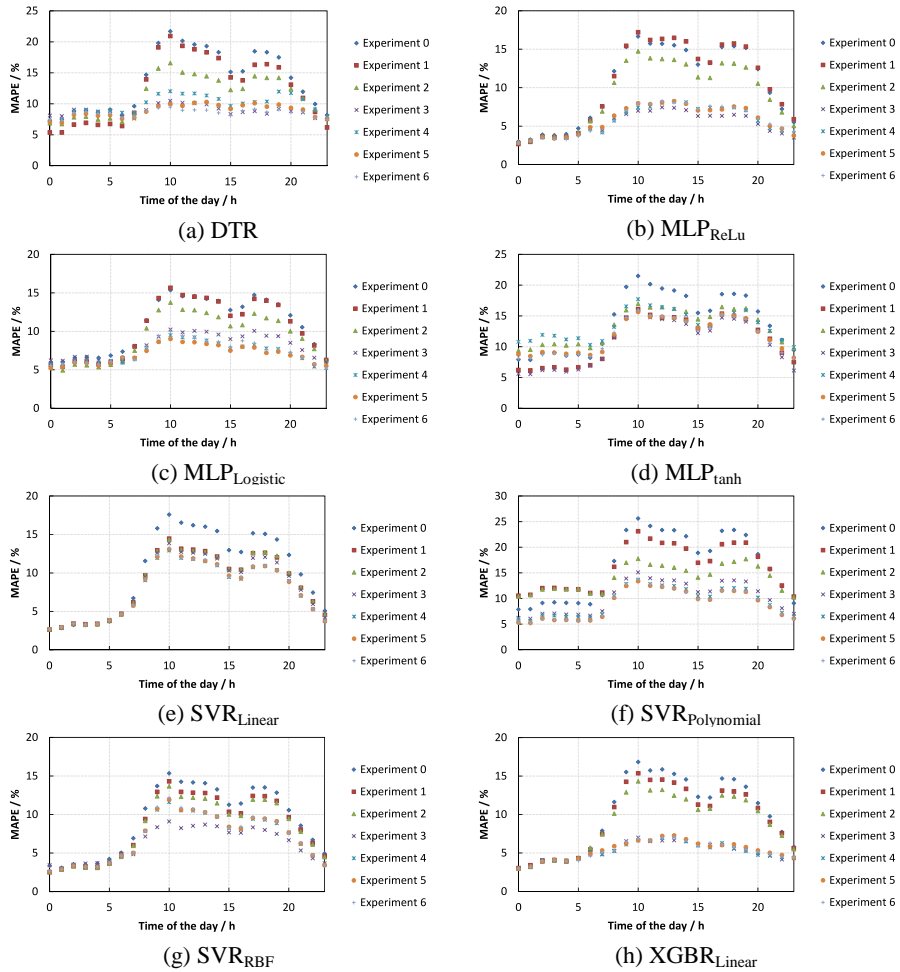 25
20
15
10
5
0
MAPE / %
0 5 10 15 20
Time of the day / h
Experiment 0
Experiment 1
Experiment 2
Experiment 3
Experiment 4
Experiment 5
Experiment 6
(a) DTR
20
15
10
5
0
MAPE / %
0 5 10 15 20
Time of the day / h
Experiment 0
Experiment 1
Experiment 2
Experiment 3
Experiment 4
Experiment 5
Experiment 6
(b) MLPReLu
20
15
10
5
0
MAPE / %
0 5 10 15 20
Time of the day / h
Experiment 0
Experiment 1
Experiment 2
Experiment 3
Experiment 4
Experiment 5
Experiment 6
(c) MLPLogistic
25
20
15
10
5
0
MAPE / %
0 5 10 15 20
Time of the day / h
Experiment 0
Experiment 1
Experiment 2
Experiment 3
Experiment 4
Experiment 5
Experiment 6
(d) MLPtanh
20
15
10
5
0
MAPE / %
0 5 10 15 20
Time of the day / h
Experiment 0
Experiment 1
Experiment 2
Experiment 3
Experiment 4
Experiment 5
Experiment 6
(e) SVRLinear
30
25
20
15
10
5
0
MAPE / %
0 5 10 15 20
Time of the day / h
Experiment 0
Experiment 1
Experiment 2
Experiment 3
Experiment 4
Experiment 5
Experiment 6
(f) SVRPolynomial
20
15
10
5
0
MAPE / %
0 5 10 15 20
Time of the day / h
Experiment 0
Experiment 1
Experiment 2
Experiment 3
Experiment 4
Experiment 5
Experiment 6
(g) SVRRBF
20
15
10
5
0
MAPE / %
0 5 10 15 20
Time of the day / h
Experiment 0
Experiment 1
Experiment 2
Experiment 3
Experiment 4
Experiment 5
Experiment 6
(h) XGBRLinear